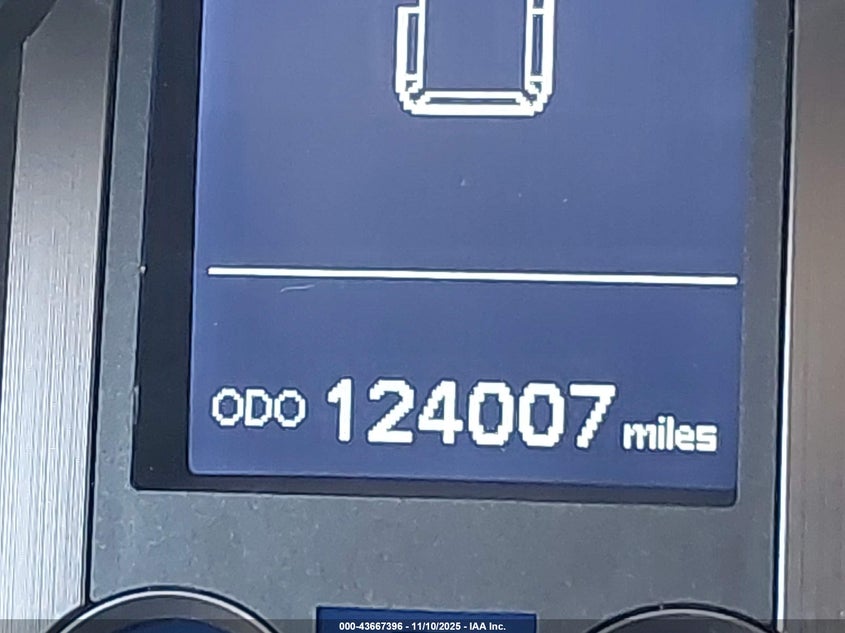 ODO 124007 miles
000-43667396 - 11/10/2025 - IAA Inc.